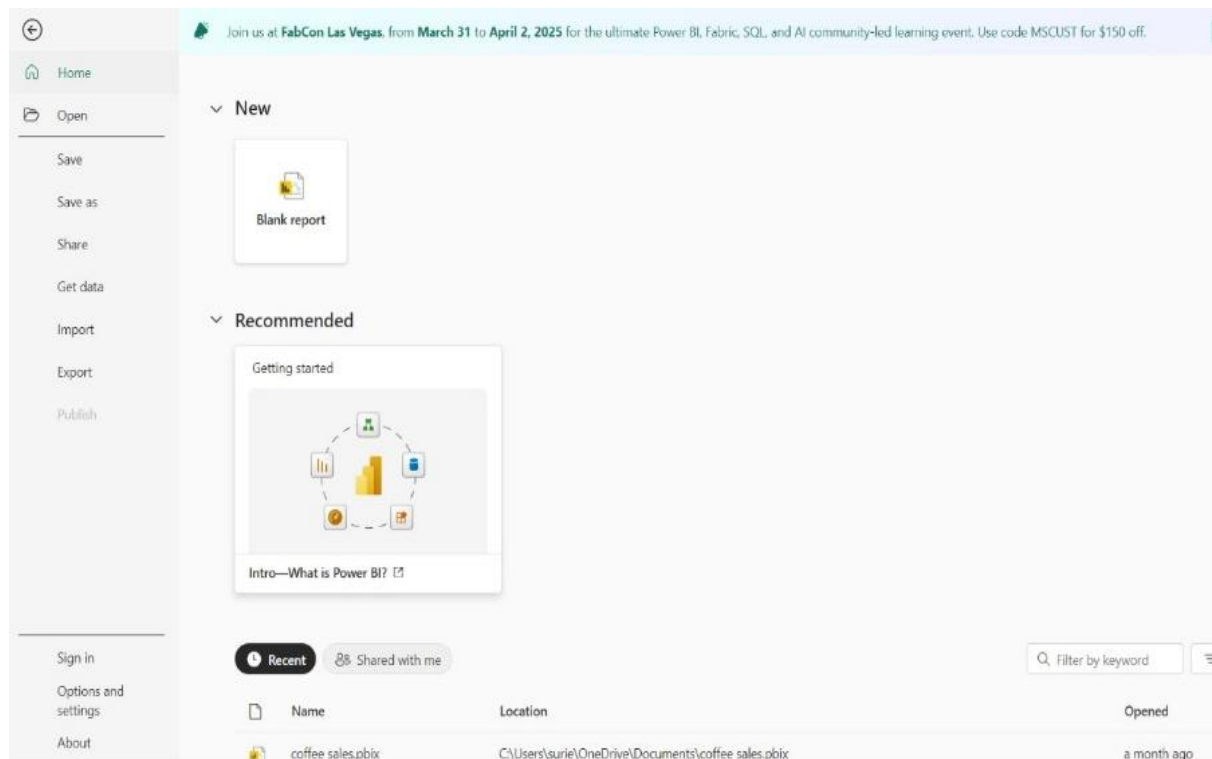 Join us at FabCon Las Vegas, from March 31 to April 2, 2025 for the ultimate Power BI, Fabric, SQL, and AI community-led learning event. Use code MSCUST for $150 off.
Home
Open
Save
Save as
Share
Get data
Import
Export
Publish
Sign in
Options and
settings
About
New
Blank report
Recommended
Getting started
Intro—What is Power BI?
Recent
Shared with me
Filter by keyword
Name Location Opened
coffee sales.pbix C:\Users\surie\OneDrive\Documents\coffee sales.pbix a month ago